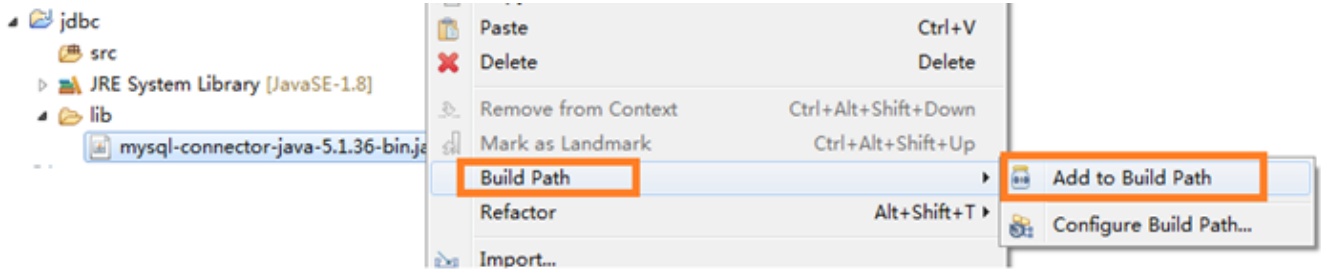 jdbc
src
JRE System Library [JavaSE-1.8]
lib
mysql-connector-java-5.1.36-bin.ja
Paste Ctrl+V
Delete Delete
Remove from Context Ctrl+Alt+Shift+Down
Mark as Landmark Ctrl+Alt+Shift+Up
Build Path
Refactor Alt+Shift+T
Import...
Add to Build Path
Configure Build Path...